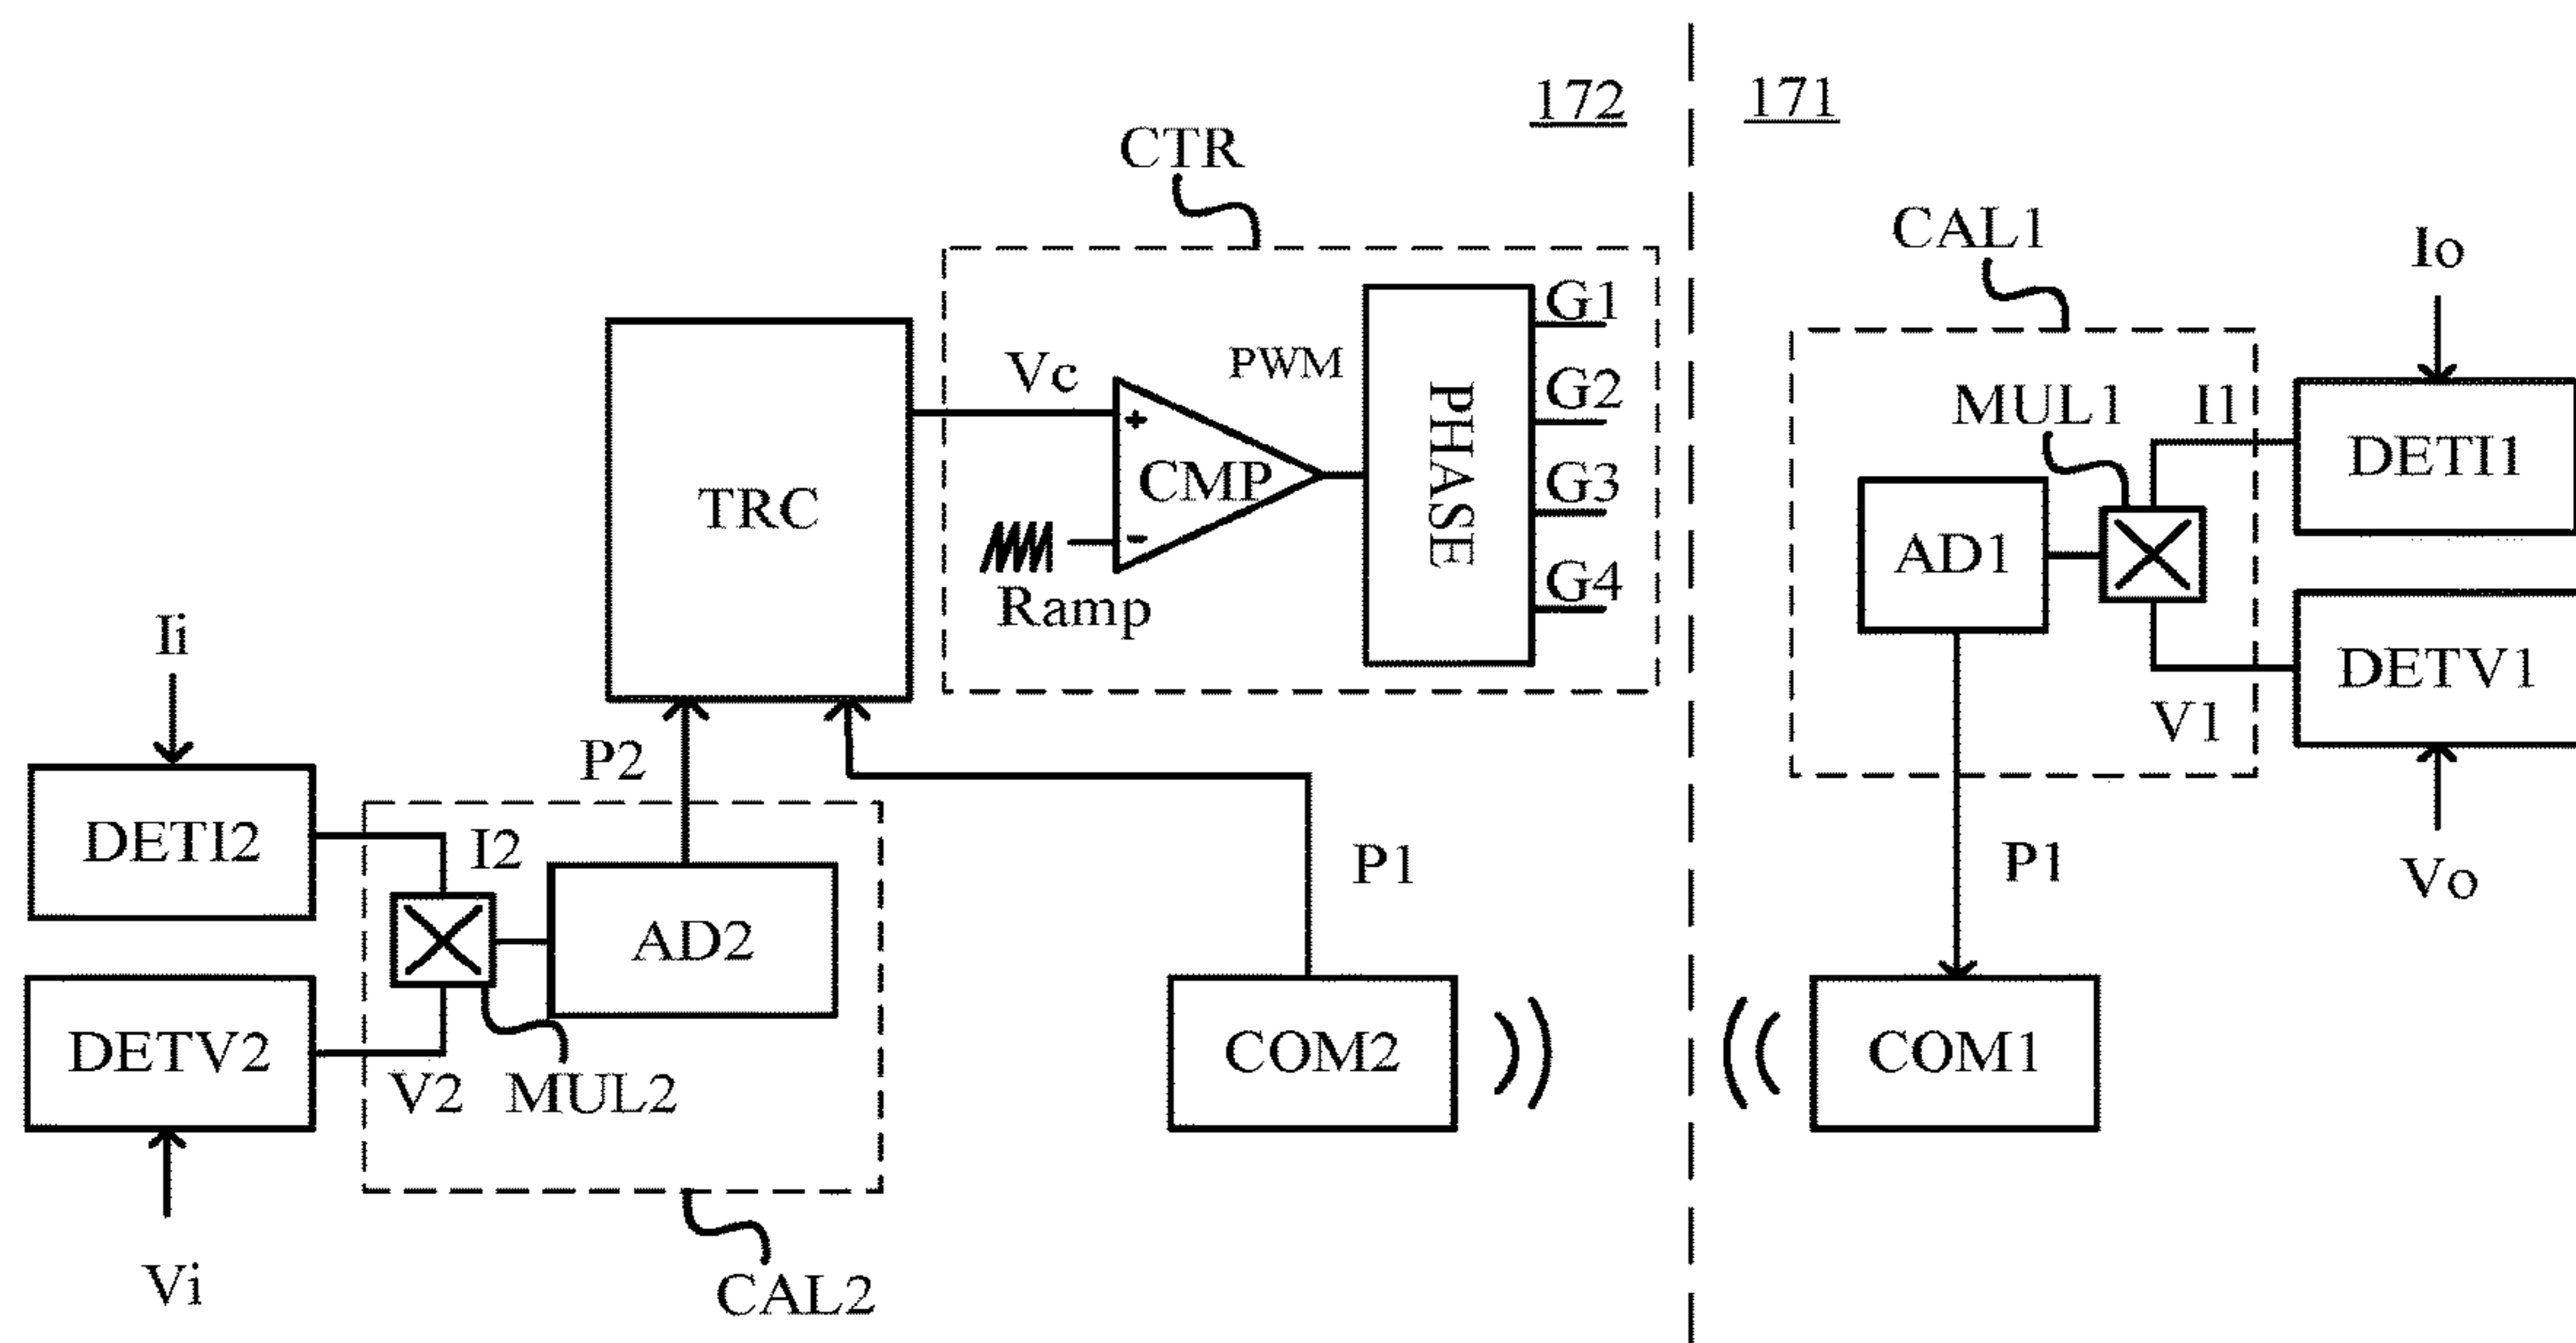 172
171
CTR
CAL1
Io
G1
Vc
PWM
G2
MUL1
I1
TRC
CMP
PHASE
G3
DETI1
AD1
Ramp
G4
Ii
DETV1
V1
P2
DETI2
I2
P1
P1
Vo
AD2
DETV2
V2
MUL2
COM2
COM1
Vi
CAL2
+
-